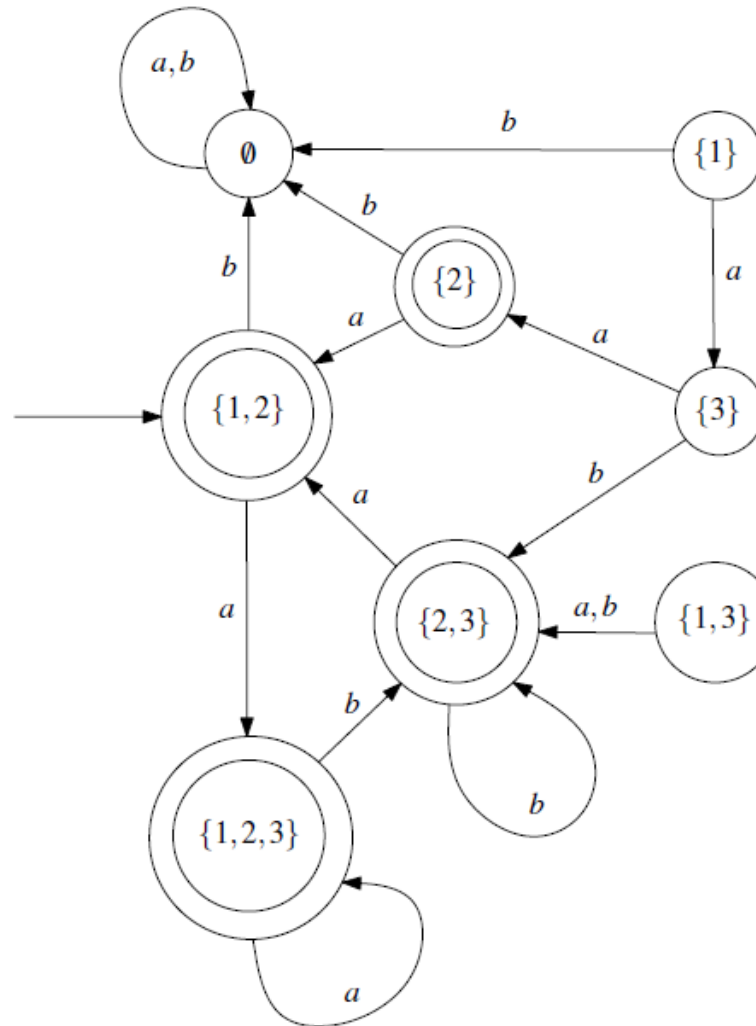 a, b
∅
b
{1}
b
b
{2}
a
a
a
{1,2}
{3}
b
a
a
{2,3}
a, b
{1,3}
b
b
{1,2,3}
a